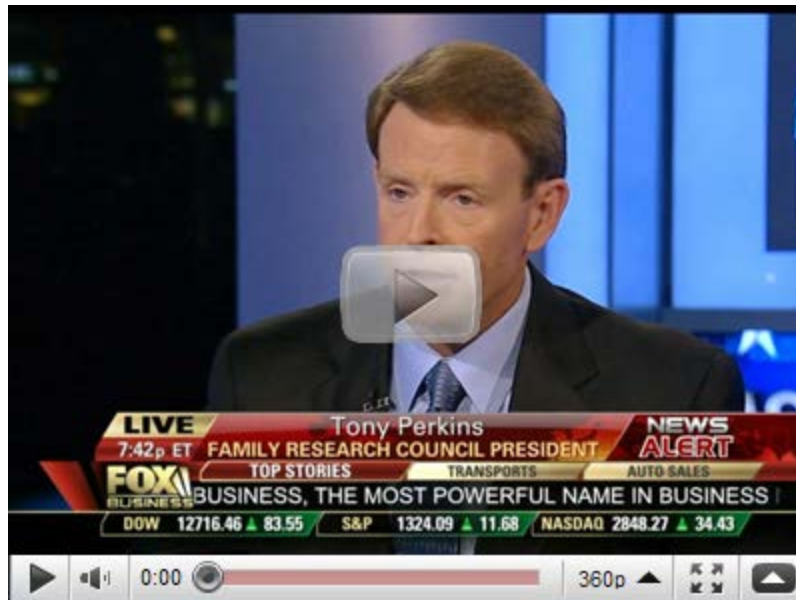 LIVE
Tony Perkins
NEWS ALERT
7:42p ET
FAMILY RESEARCH COUNCIL PRESIDENT
TOP STORIES
TRANSPORTS
AUTO SALES
FOX
BUSINESS
BUSINESS, THE MOST POWERFUL NAME IN BUSINESS
DOW 12716.46 ▲ 83.55 S&P 1324.09 ▲ 11.68 NASDAQ 2848.27 ▲ 34.43
0:00 360p